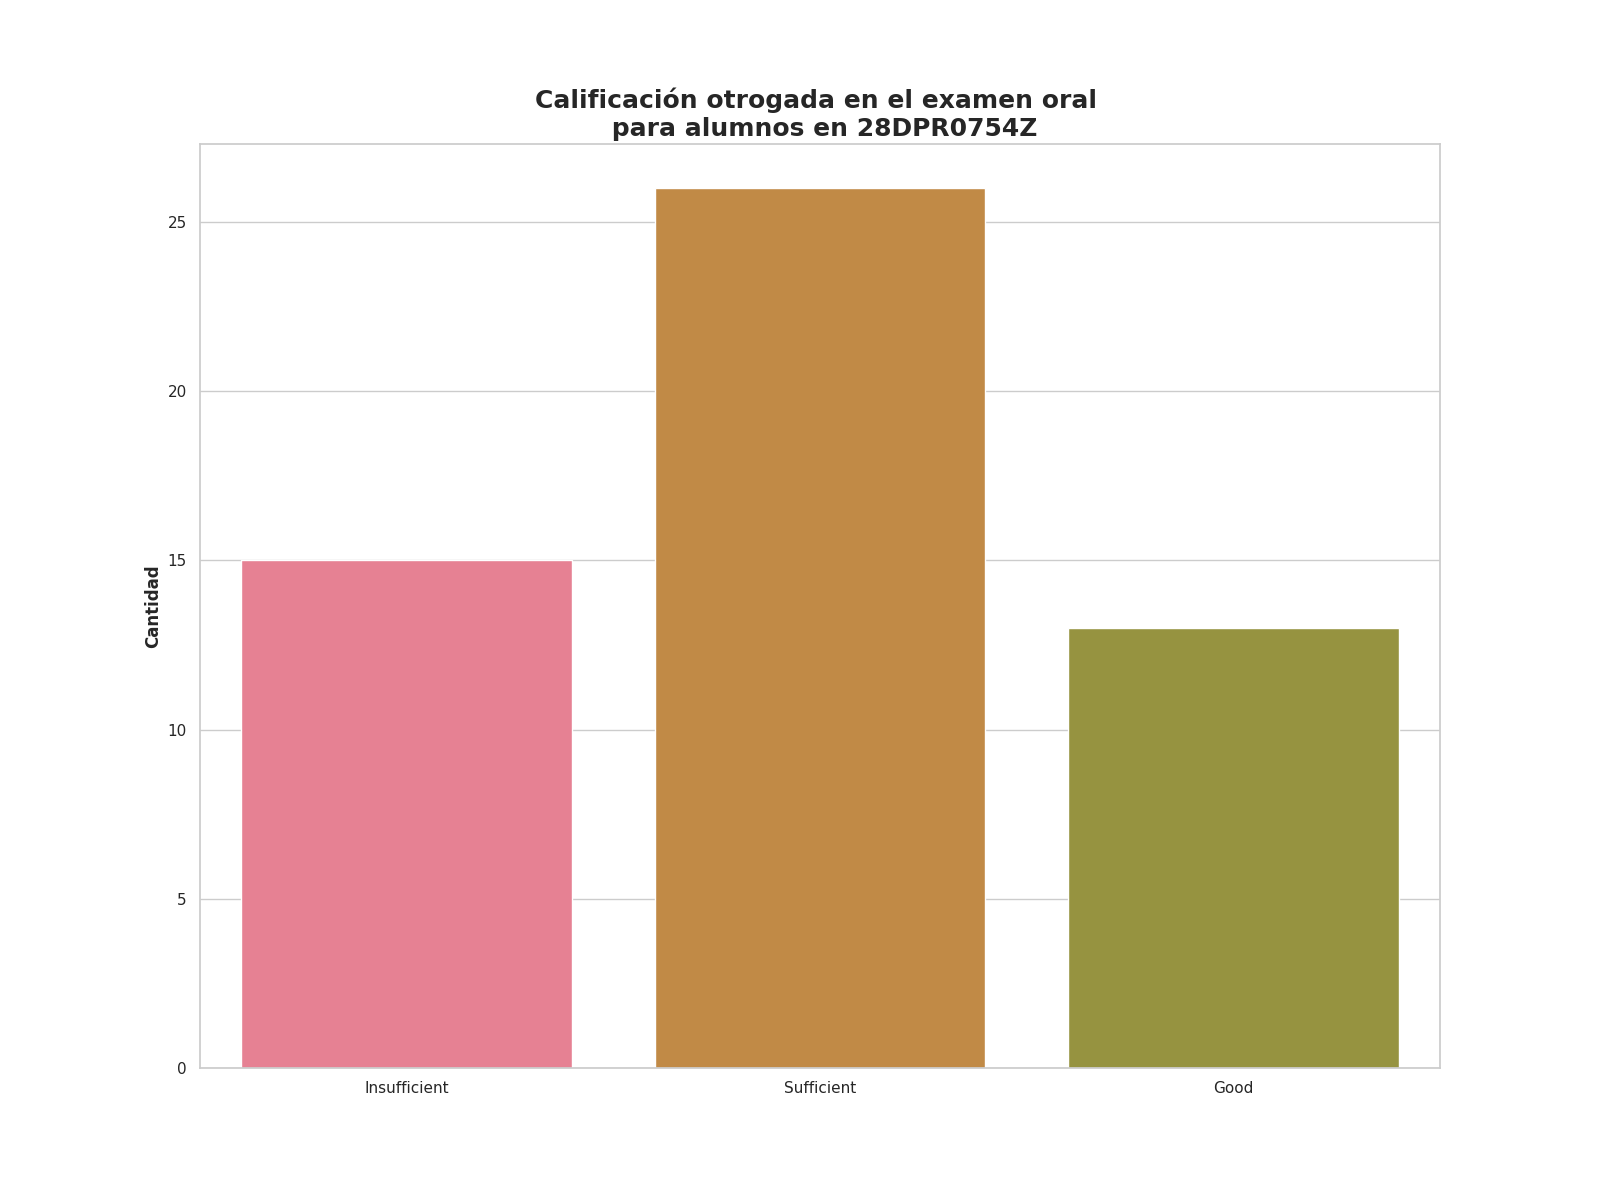 Calificación otrogada en el examen oral
para alumnos en 28DPR0754Z
25
20
15
10
5
0
Cantidad
Insufficient
Sufficient
Good